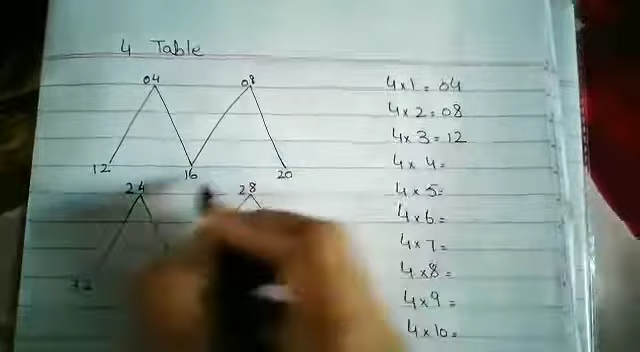 4 Table
04 08
12 16 20
24 28
32
4x1= 04
4x2= 08
4x3= 12
4x4=
4x5=
4x6=
4x7=
4x8=
4x9=
4x10=